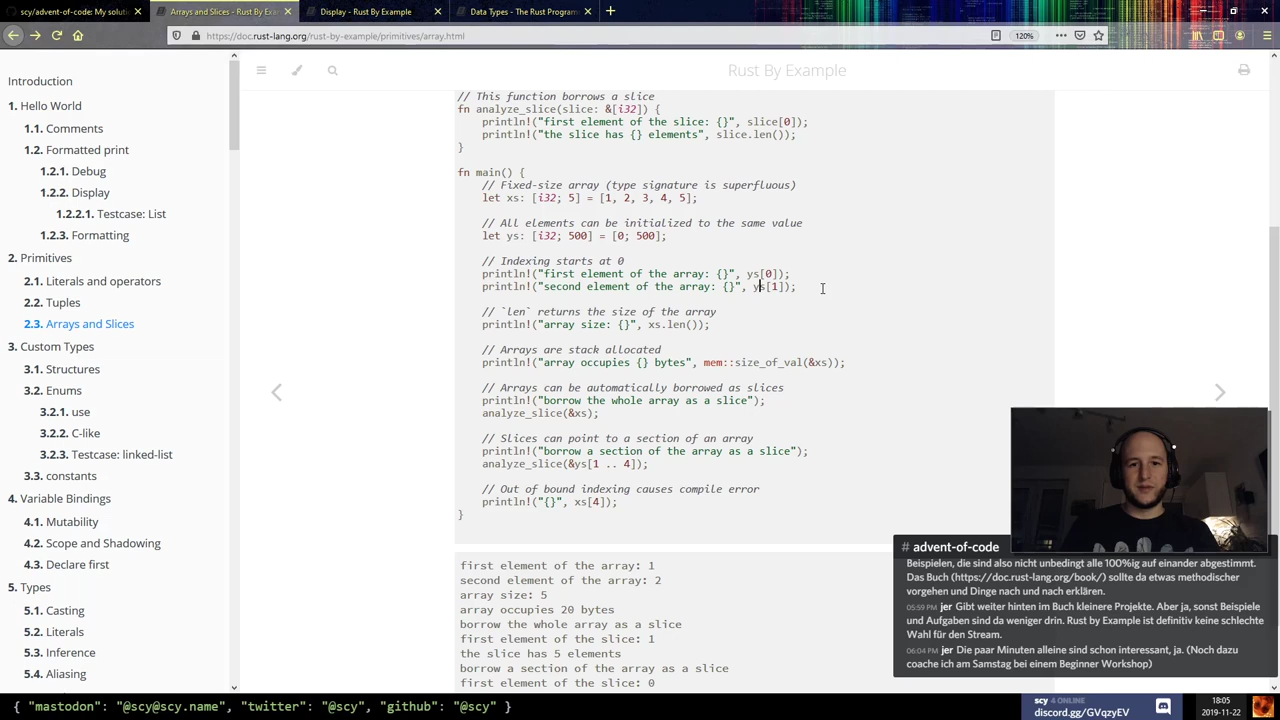 scy/advent-of-code: My soluti
Arrays and Slices - Rust By Exa
Display - Rust By Example
Data Types - The Rust Program
https://doc.rust-lang.org/rust-by-example/primitives/array.html
120%
Rust By Example
Introduction
1. Hello World
1.1. Comments
1.2. Formatted print
1.2.1. Debug
1.2.2. Display
1.2.2.1. Testcase: List
1.2.3. Formatting
2. Primitives
2.1. Literals and operators
2.2. Tuples
2.3. Arrays and Slices
3. Custom Types
3.1. Structures
3.2. Enums
3.2.1. use
3.2.2. C-like
3.2.3. Testcase: linked-list
3.3. constants
4. Variable Bindings
4.1. Mutability
4.2. Scope and Shadowing
4.3. Declare first
5. Types
5.1. Casting
5.2. Literals
5.3. Inference
5.4. Aliasing
// This function borrows a slice
fn analyze_slice(slice: &[i32]) {
println!("first element of the slice: {}", slice[0]);
println!("the slice has {} elements", slice.len());
}
fn main() {
// Fixed-size array (type signature is superfluous)
let xs: [i32; 5] = [1, 2, 3, 4, 5];
// All elements can be initialized to the same value
let ys: [i32; 500] = [0; 500];
// Indexing starts at 0
println!("first element of the array: {}", ys[0]);
println!("second element of the array: {}", ys[1]);
// `len` returns the size of the array
println!("array size: {}", xs.len());
// Arrays are stack allocated
println!("array occupies {} bytes", mem::size_of_val(&xs));
// Arrays can be automatically borrowed as slices
println!("borrow the whole array as a slice");
analyze_slice(&xs);
// Slices can point to a section of an array
println!("borrow a section of the array as a slice");
analyze_slice(&ys[1 .. 4]);
// Out of bound indexing causes compile error
println!("{}", xs[4]);
}
first element of the array: 1
second element of the array: 2
array size: 5
array occupies 20 bytes
borrow the whole array as a slice
first element of the slice: 1
the slice has 5 elements
borrow a section of the array as a slice
first element of the slice: 0
# advent-of-code
Beispielen, die sind also nicht unbedingt alle 100%ig auf einander abgestimmt.
Das Buch (https://doc.rust-lang.org/book/) sollte da etwas methodischer
vorgehen und Dinge nach und nach erklären.
05:59 PM jer Gibt weiter hinten im Buch kleinere Projekte. Aber ja, sonst Beispiele
und Aufgaben sind da weniger drin. Rust by Example ist definitiv keine schlechte
Wahl für den Stream.
06:04 PM jer Die paar Minuten alleine sind schon interessant, ja. (Noch dazu
coache ich am Samstag bei einem Beginner Workshop)
{ "mastodon": "@scy@scy.name", "twitter": "@scy", "github": "@scy" }
scy 4 ONLINE
discord.gg/GVqzyEV
18:05
2019-11-22